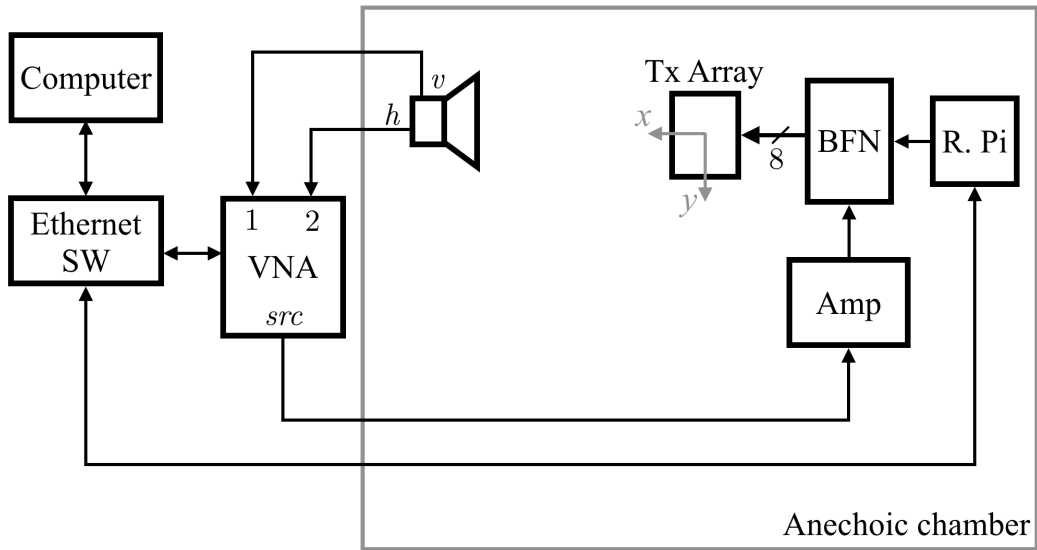 Computer
Ethernet
SW
1 2
VNA
src
v
h
Tx Array
x
y
8
BFN
R. Pi
Amp
Anechoic chamber